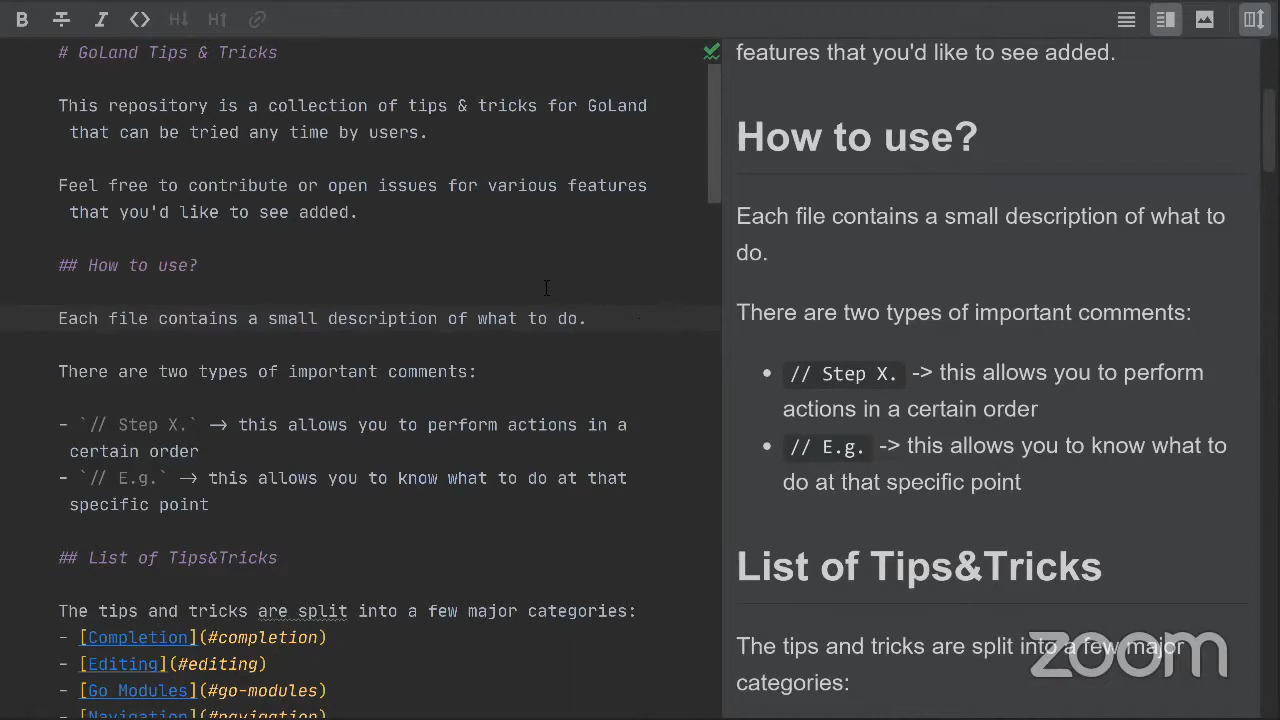 # GoLand Tips & Tricks
This repository is a collection of tips & tricks for GoLand
that can be tried any time by users.
Feel free to contribute or open issues for various features
that you'd like to see added.
## How to use?
Each file contains a small description of what to do.
There are two types of important comments:
- `// Step X.` -> this allows you to perform actions in a
certain order
- `// E.g.` -> this allows you to know what to do at that
specific point
## List of Tips&Tricks
The tips and tricks are split into a few major categories:
- [Completion](#completion)
- [Editing](#editing)
- [Go Modules](#go-modules)
- [Navigation](#navigation)
features that you'd like to see added.
How to use?
Each file contains a small description of what to
do.
There are two types of important comments:
• // Step X. -> this allows you to perform
actions in a certain order
• // E.g. -> this allows you to know what to
do at that specific point
List of Tips&Tricks
The tips and tricks are split into a few major
categories:
zoom